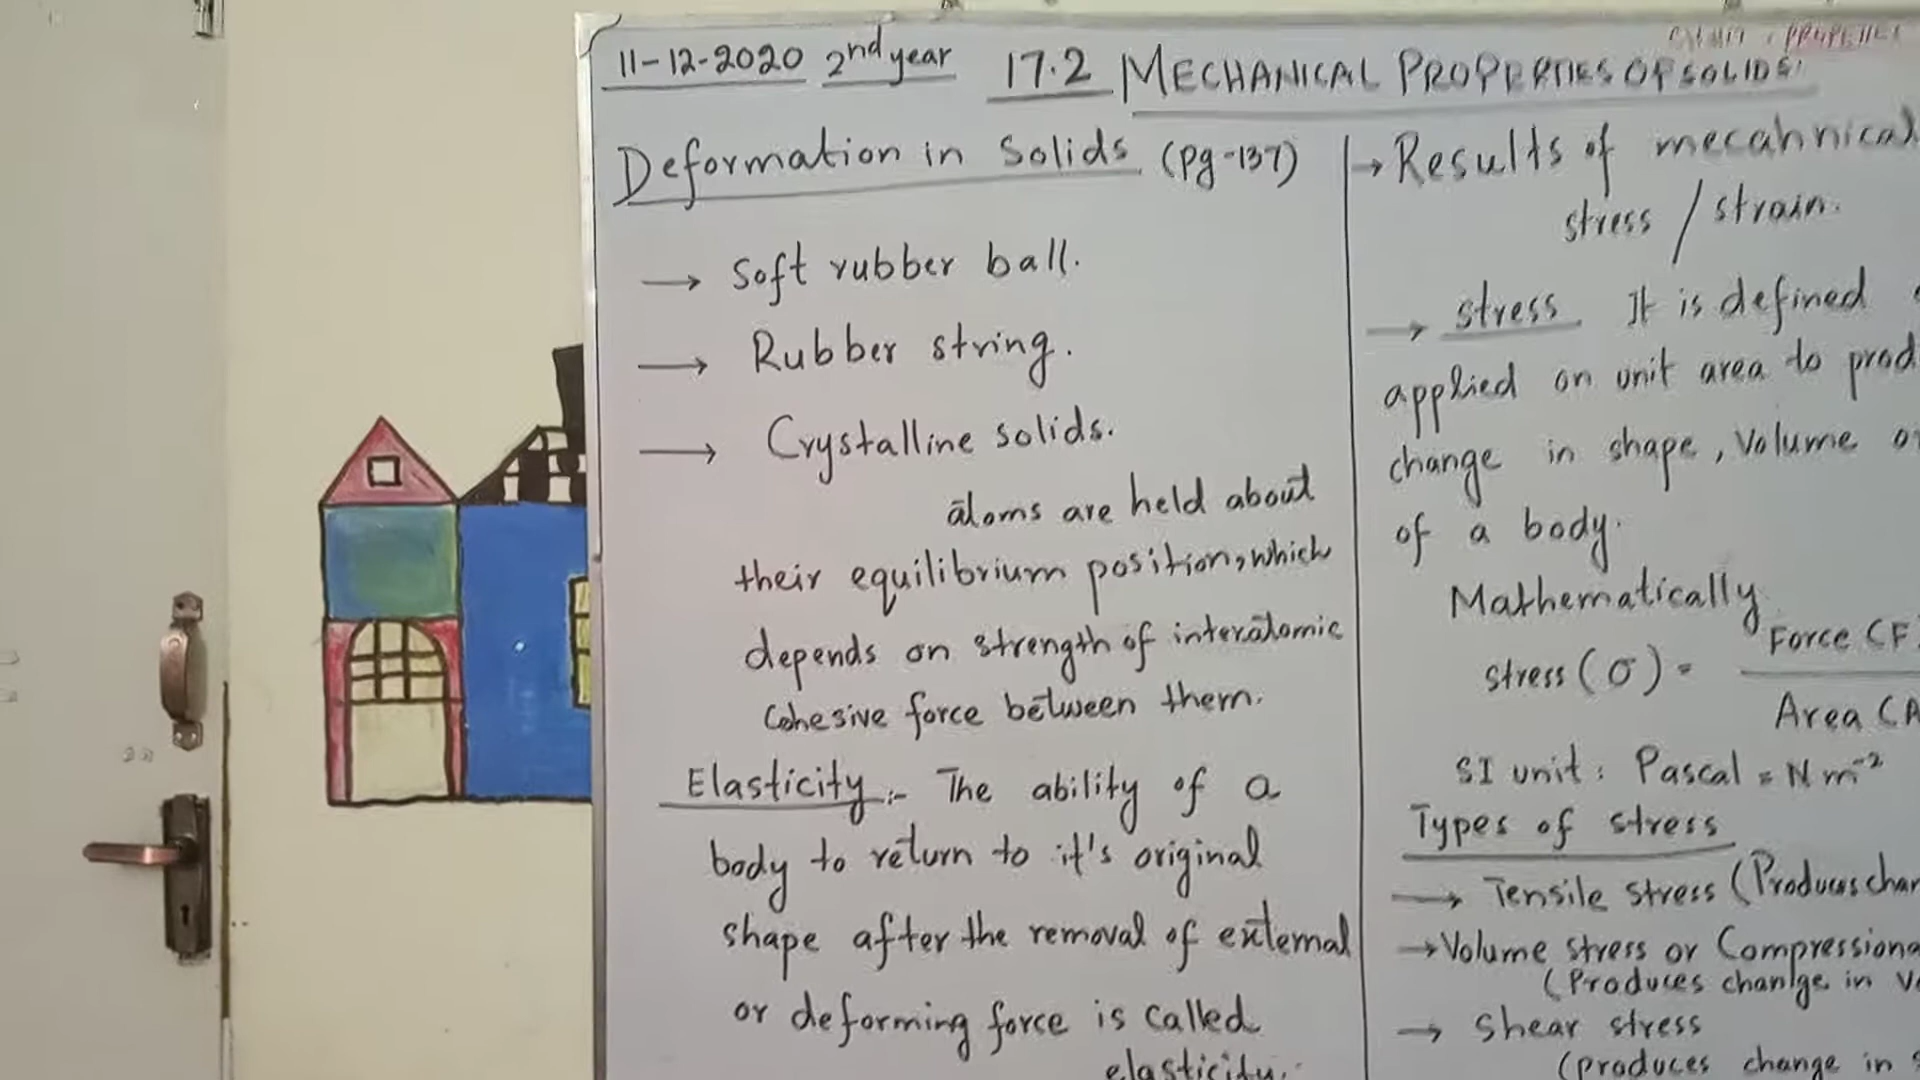 11-12-2020 2nd year 17.2 MECHANICAL PROPERTIES OF SOLIDS
Deformation in Solids (pg-137)
→ Soft rubber ball.
→ Rubber string.
→ Crystalline solids.
atoms are held about
their equilibrium position, which
depends on strength of interatomic
Cohesive force between them.
Elasticity:- The ability of a
body to return to it's original
shape after the removal of external
or deforming force is called
elasticity.
→ Results of mecahnical
stress / strain.
→ stress It is defined
applied on unit area to prod
change in shape, Volume o
of a body.
Mathematically
stress (σ) = Force (F)
Area (A
SI unit: Pascal = N m⁻²
Types of stress
→ Tensile stress (Produces chan
→ Volume stress or Compressiona
(Produces change in V
→ Shear stress
(produces change in s